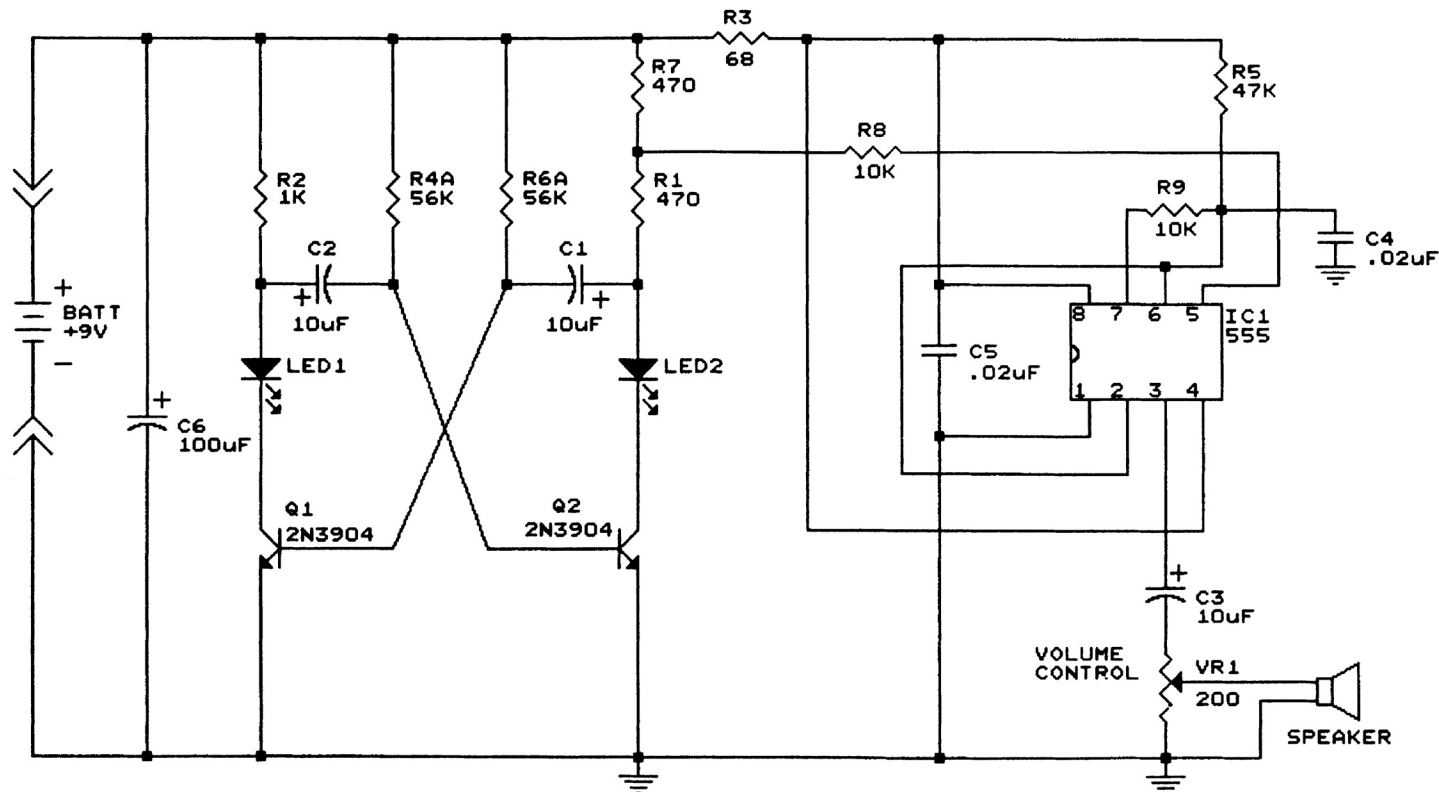 R3
68
R7
470
R5
47K
R8
10K
R2
1K
R4A
56K
R6A
56K
R1
470
R9
10K
C4
.02uF
C2
+
10uF
C1
+
10uF
+
BATT
+9V
-
8 7 6 5
IC1
555
1 2 3 4
LED1
LED2
C5
.02uF
+
C6
100uF
Q1
2N3904
Q2
2N3904
+
C3
10uF
VOLUME
CONTROL
VR1
200
SPEAKER